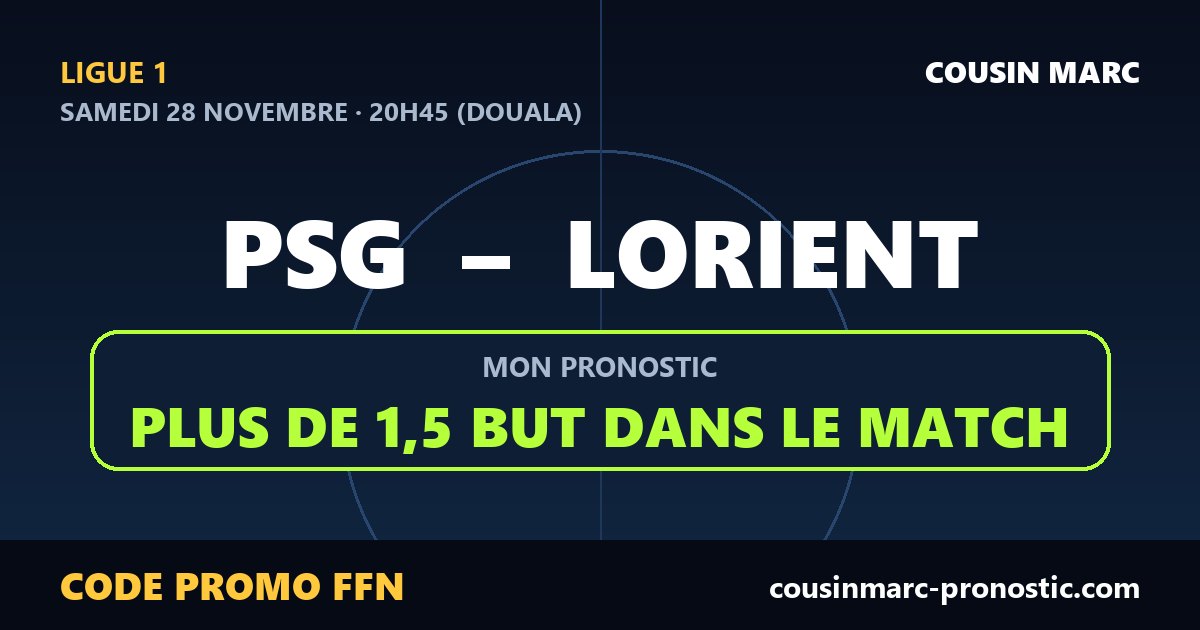 LIGUE 1
COUSIN MARC
SAMEDI 28 NOVEMBRE · 20H45 (DOUALA)
PSG – LORIENT
MON PRONOSTIC
PLUS DE 1,5 BUT DANS LE MATCH
CODE PROMO FFN
cousinmarc-pronostic.com